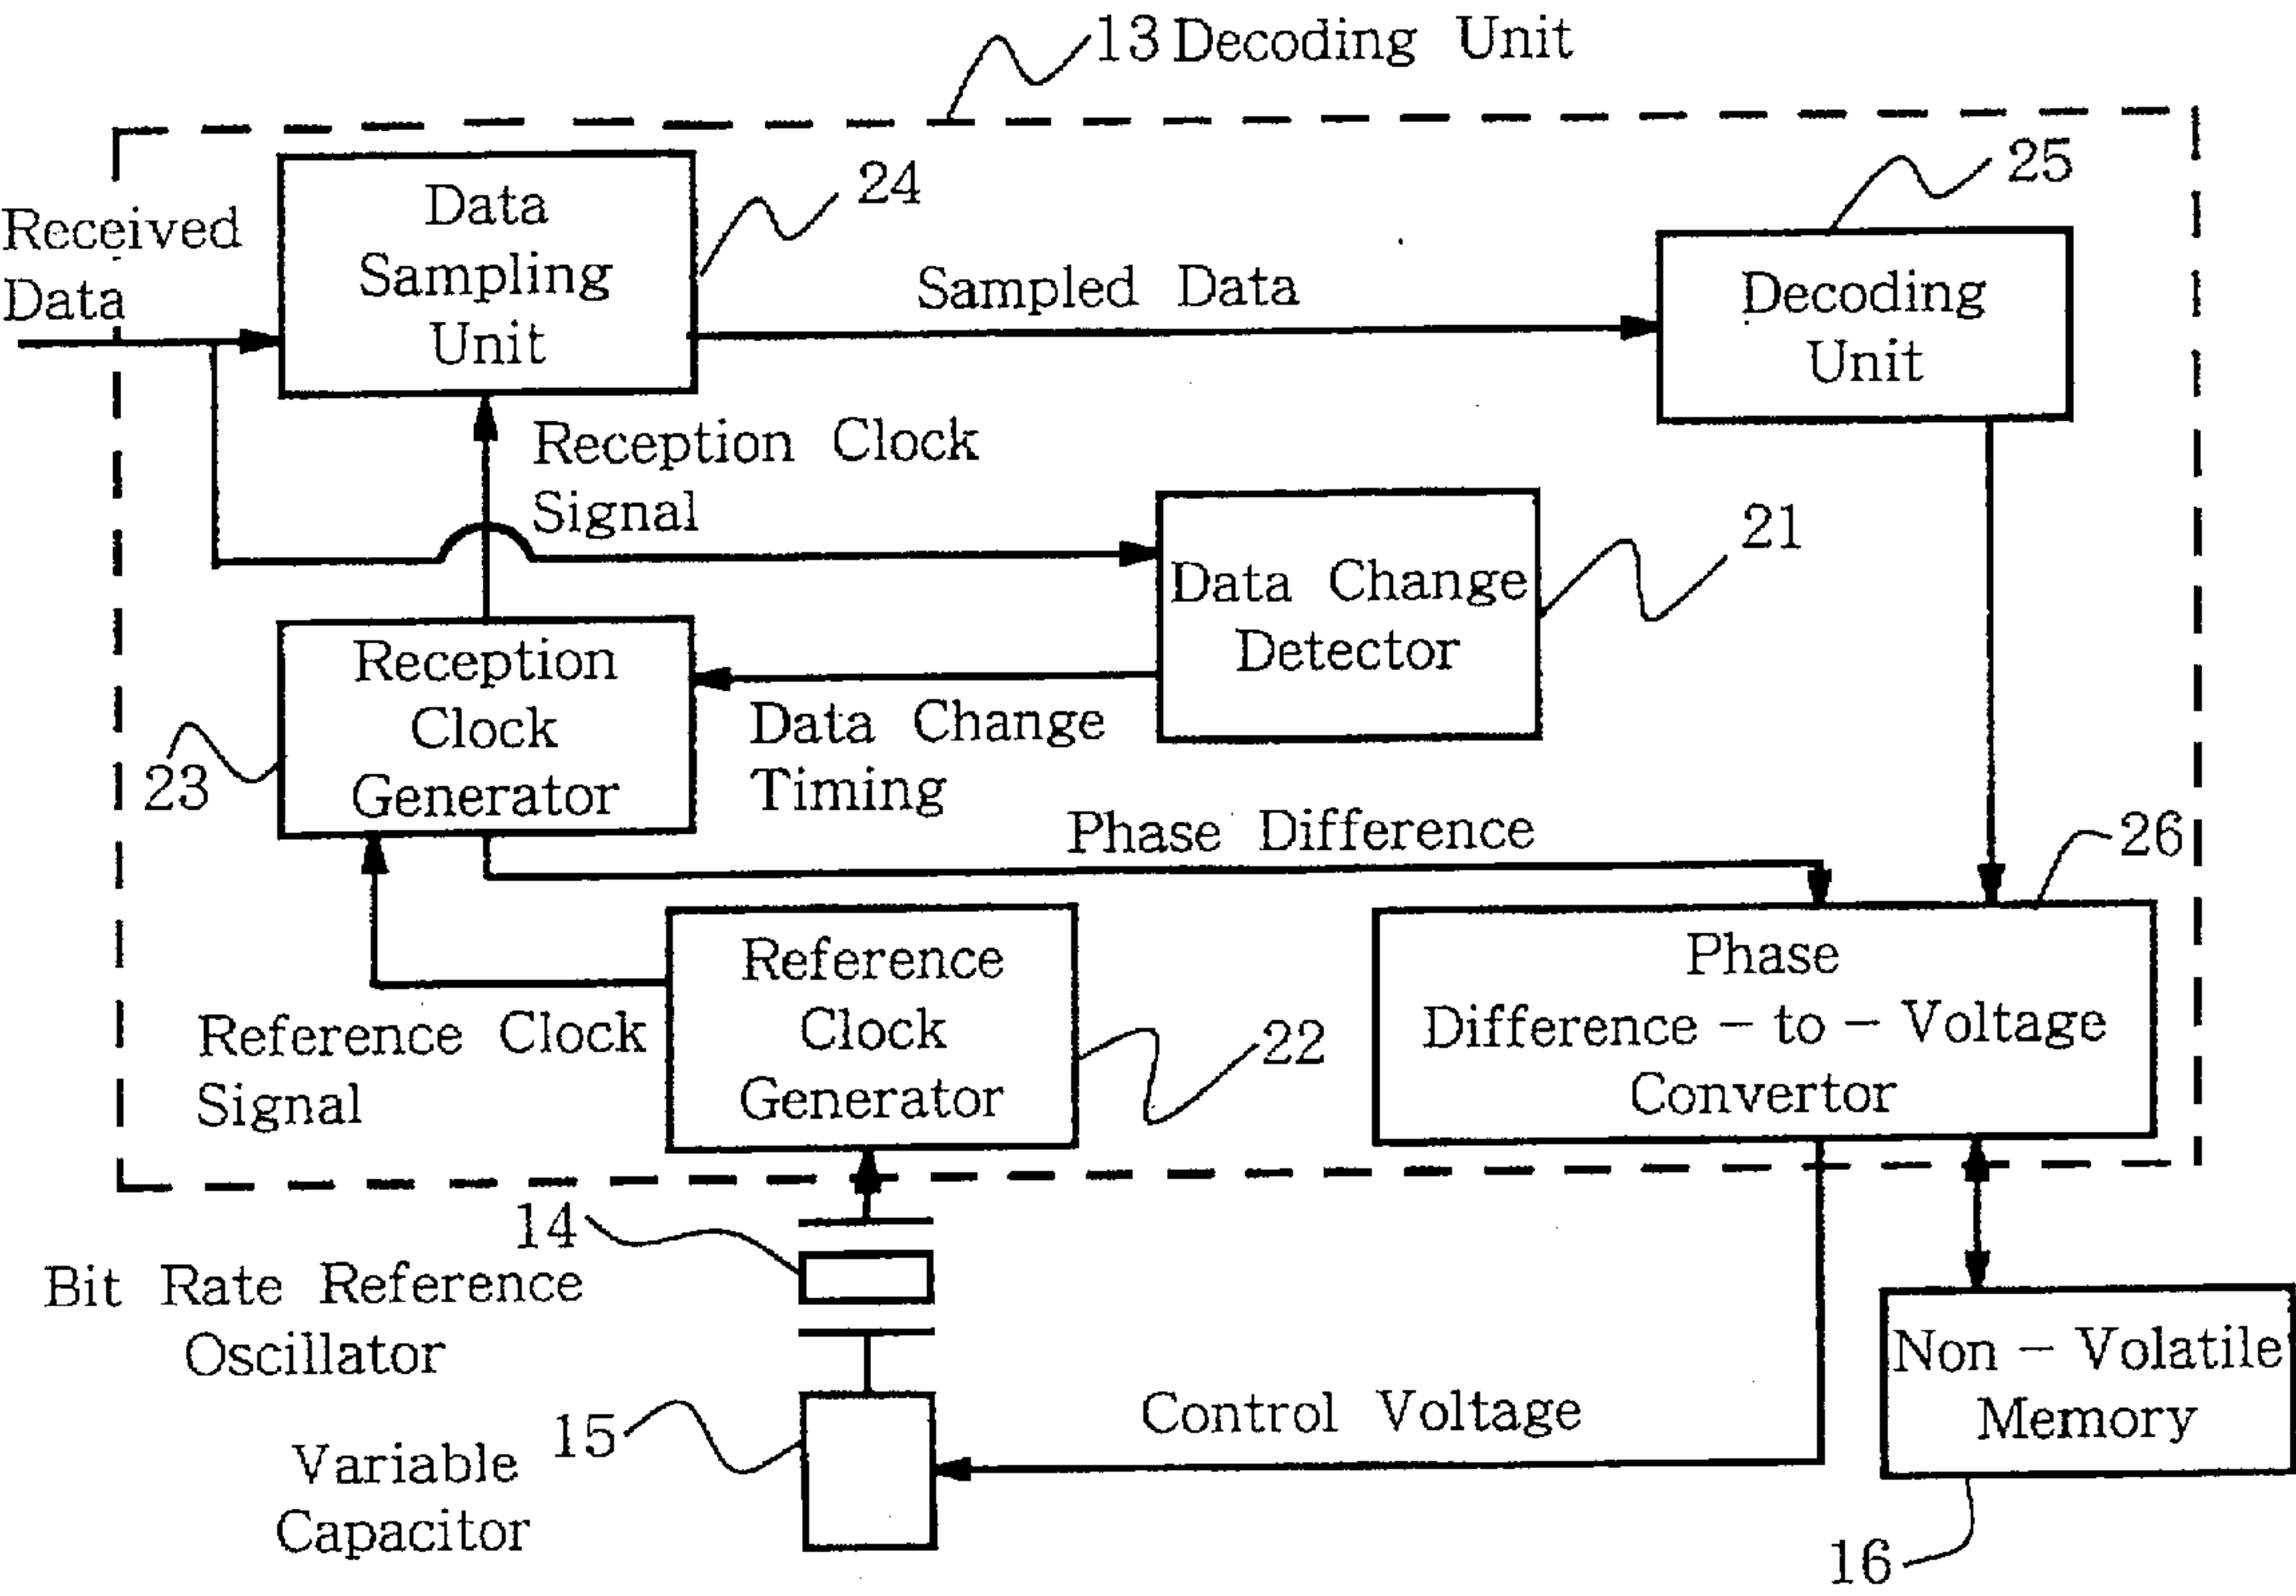 13 Decoding Unit
Received
Data
Data
Sampling
Unit
24
Sampled Data
25
Decoding
Unit
Reception Clock
Signal
21
Data Change
Detector
Reception
Clock
Generator
23
Data Change
Timing
Phase Difference
26
Reference
Clock
Generator
22
Reference Clock
Signal
Phase
Difference - to - Voltage
Convertor
14
Bit Rate Reference
Oscillator
15
Variable
Capacitor
Control Voltage
Non - Volatile
Memory
16